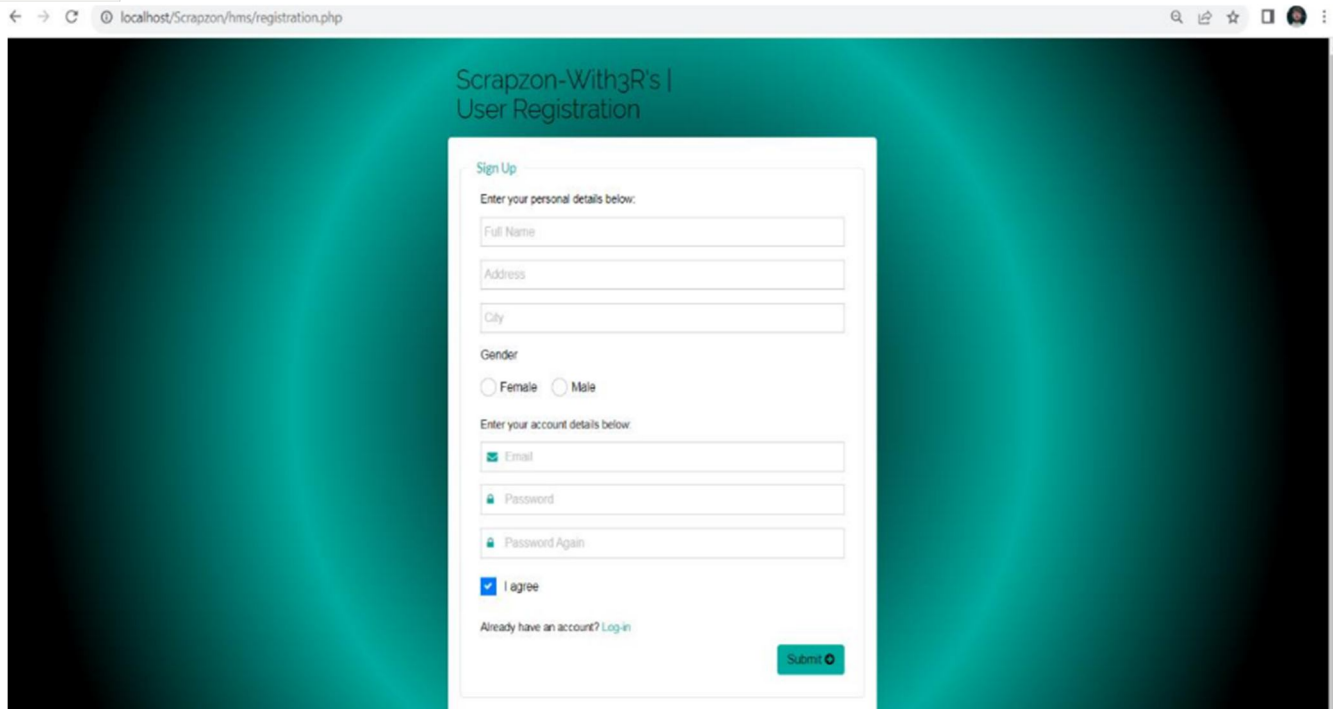 localhost/Scrapzon/hms/registration.php
Scrapzon-With3R's |
User Registration
Sign Up
Enter your personal details below:
Full Name
Address
City
Gender
Female Male
Enter your account details below:
Email
Password
Password Again
I agree
Already have an account? Log-in
Submit